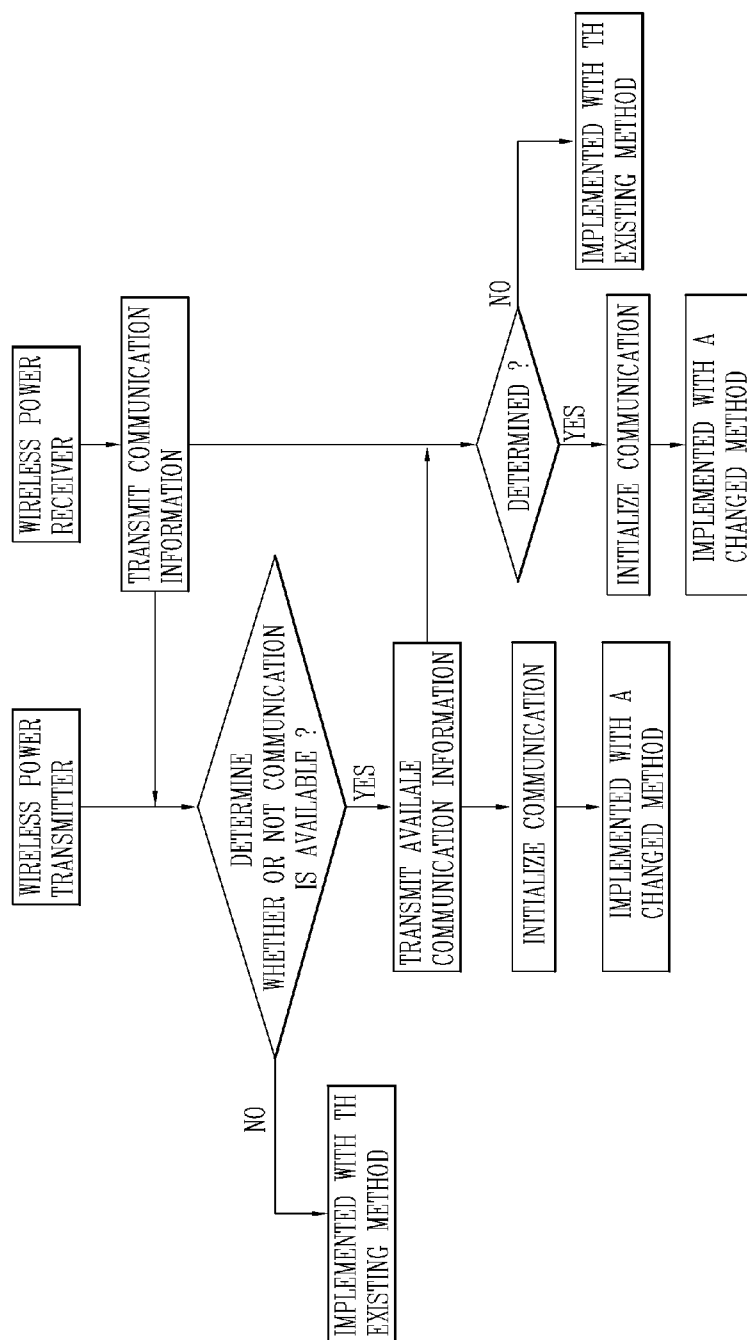 WIRELESS POWER
TRANSMITTER
WIRELESS POWER
RECEIVER
TRANSMIT COMMUNICATION
INFORMATION
DETERMINE
WHETHER OR NOT COMMUNICATION
IS AVAILABLE ?
NO
YES
IMPLEMENTED WITH TH
EXISTING METHOD
TRANSMIT AVAILALE
COMMUNICATION INFORMATION
INITIALIZE COMMUNICATION
IMPLEMENTED WITH A
CHANGED METHOD
DETERMINED ?
NO
YES
IMPLEMENTED WITH TH
EXISTING METHOD
INITIALIZE COMMUNICATION
IMPLEMENTED WITH A
CHANGED METHOD